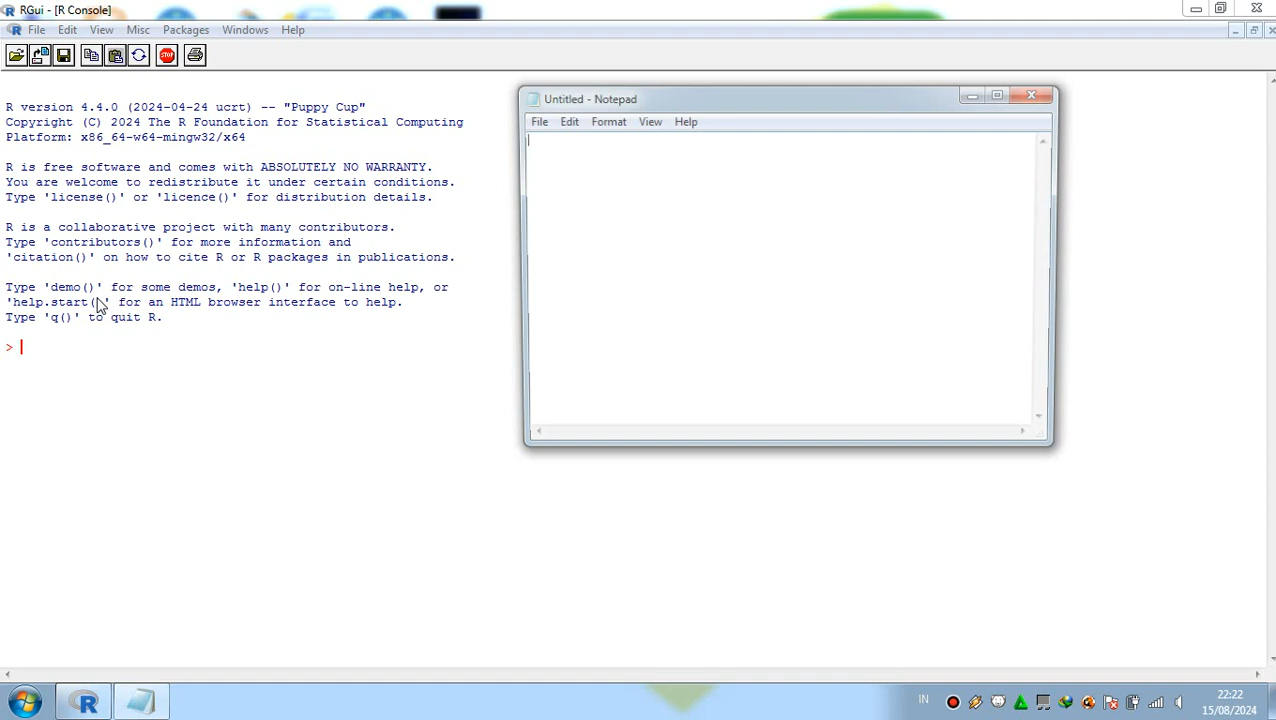 RGui - [R Console]
File Edit View Misc Packages Windows Help
STOP
R version 4.4.0 (2024-04-24 ucrt) -- "Puppy Cup"
Copyright (C) 2024 The R Foundation for Statistical Computing
Platform: x86_64-w64-mingw32/x64
R is free software and comes with ABSOLUTELY NO WARRANTY.
You are welcome to redistribute it under certain conditions.
Type 'license()' or 'licence()' for distribution details.
R is a collaborative project with many contributors.
Type 'contributors()' for more information and
'citation()' on how to cite R or R packages in publications.
Type 'demo()' for some demos, 'help()' for on-line help, or
'help.start()' for an HTML browser interface to help.
Type 'q()' to quit R.
>
Untitled - Notepad
File Edit Format View Help
IN
22:22
15/08/2024